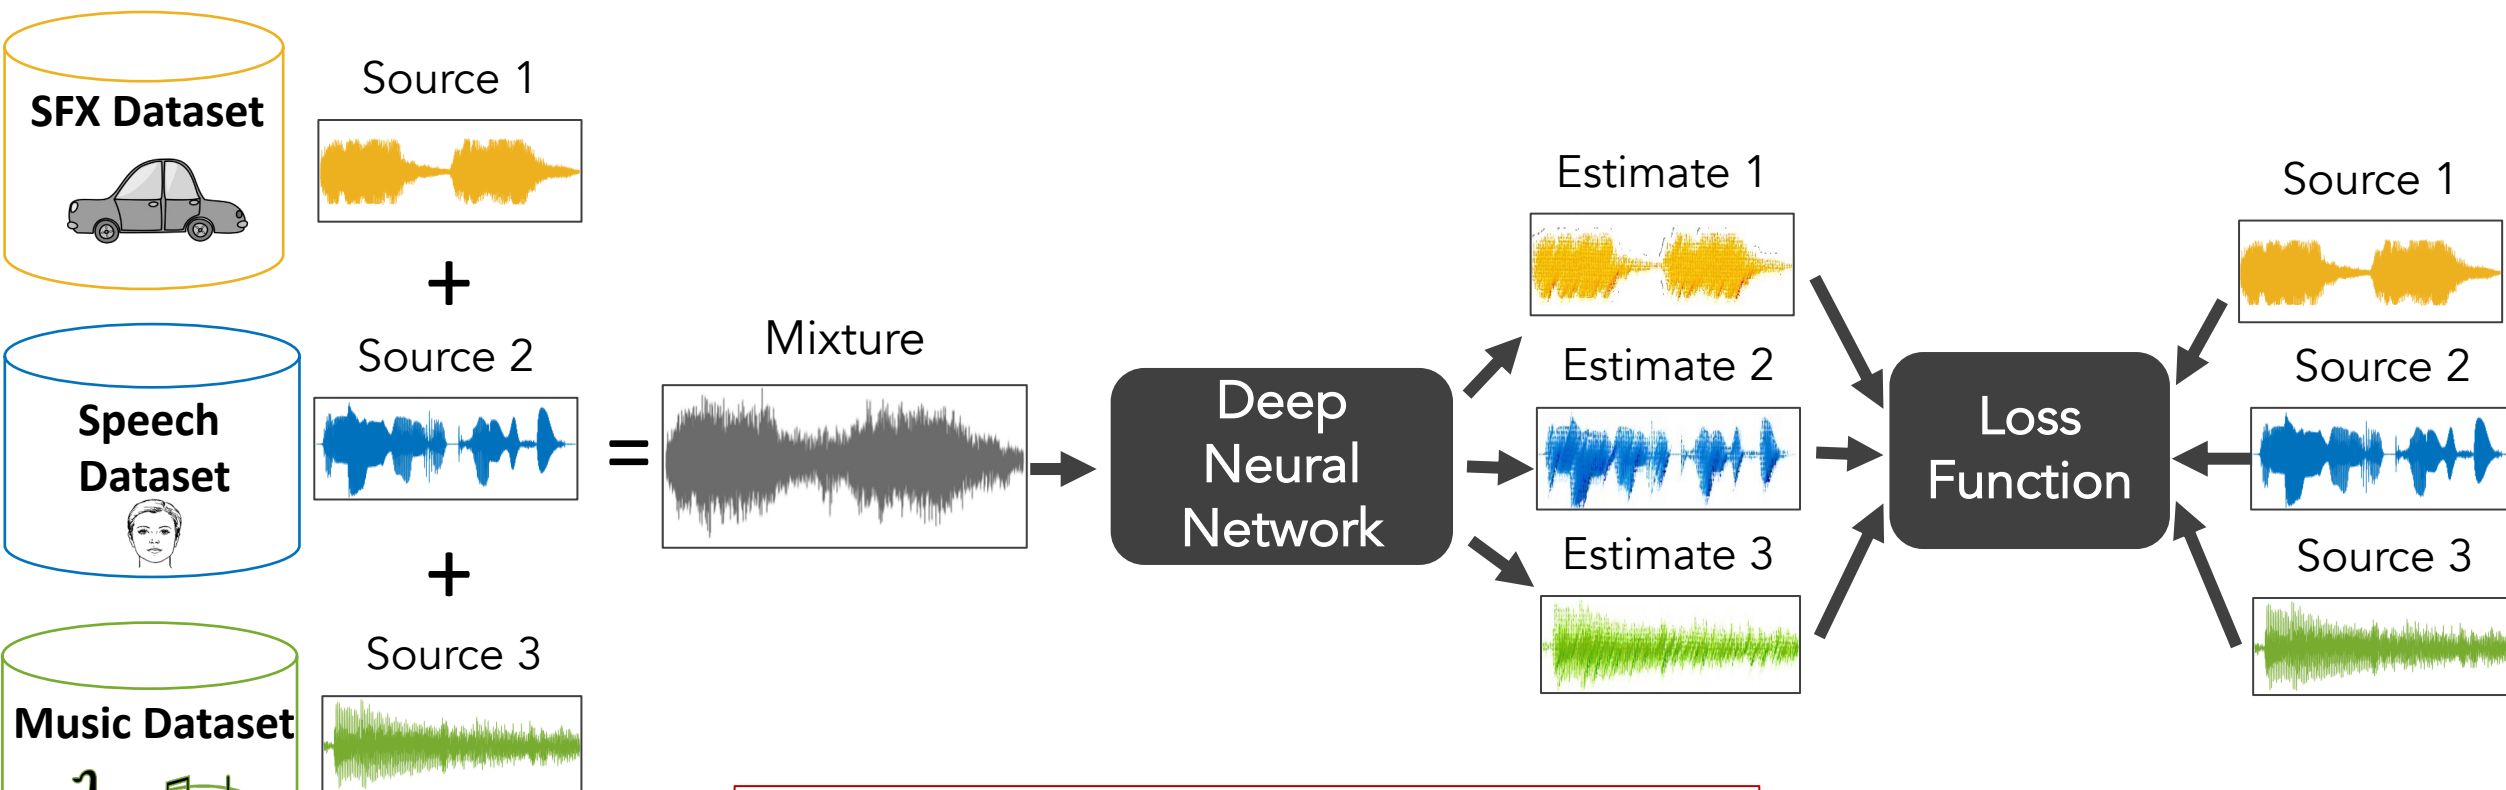 SFX Dataset
Source 1
+
Speech
Dataset
Source 2
+
Music Dataset
Source 3
=
Mixture
Deep
Neural
Network
Estimate 1
Estimate 2
Estimate 3
Loss
Function
Source 1
Source 2
Source 3